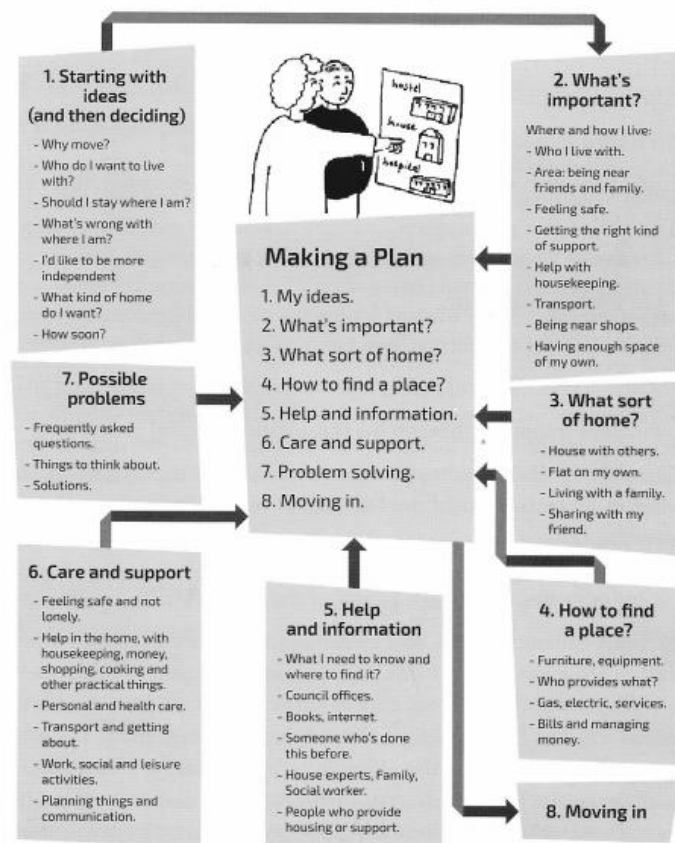 1. Starting with
ideas
(and then deciding)
- Why move?
- Who do I want to live
with?
- Should I stay where I am?
- What's wrong with
where I am?
- I'd like to be more
independent
- What kind of home
do I want?
- How soon?
hostel
house
hospital
2. What's
important?
Where and how I live:
- Who I live with.
- Area: being near
friends and family.
- Feeling safe.
- Getting the right kind
of support.
- Help with
housekeeping.
- Transport.
- Being near shops.
- Having enough space
of my own.
Making a Plan
1. My ideas.
2. What's important?
3. What sort of home?
4. How to find a place?
5. Help and information.
6. Care and support.
7. Problem solving.
8. Moving in.
7. Possible
problems
- Frequently asked
questions.
- Things to think about.
- Solutions.
3. What sort
of home?
- House with others.
- Flat on my own.
- Living with a family.
- Sharing with my
friend.
6. Care and support
- Feeling safe and not
lonely.
- Help in the home, with
housekeeping, money,
shopping, cooking and
other practical things.
- Personal and health care.
- Transport and getting
about.
- Work, social and leisure
activities.
- Planning things and
communication.
5. Help
and information
- What I need to know and
where to find it?
- Council offices.
- Books, internet.
- Someone who's done
this before.
- House experts, Family,
Social worker.
- People who provide
housing or support.
4. How to find
a place?
- Furniture, equipment.
- Who provides what?
- Gas, electric, services.
- Bills and managing
money.
8. Moving in